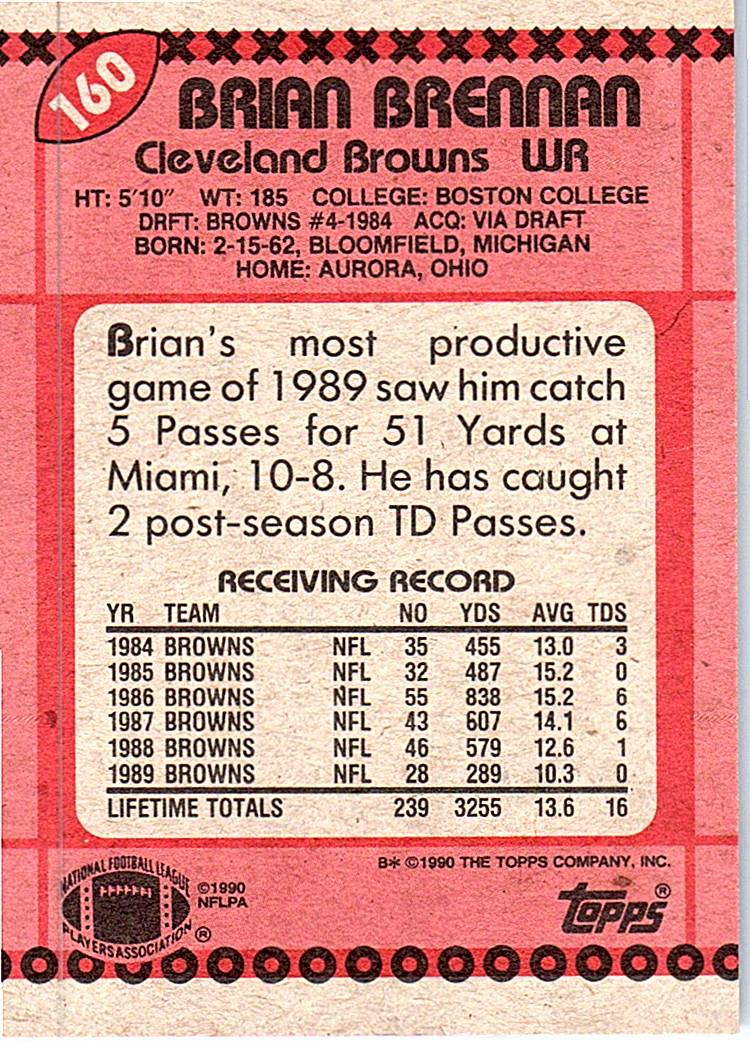 160
BRIAN BRENNAN
Cleveland Browns WR
HT: 5'10" WT: 185 COLLEGE: BOSTON COLLEGE
DRFT: BROWNS #4-1984 ACQ: VIA DRAFT
BORN: 2-15-62, BLOOMFIELD, MICHIGAN
HOME: AURORA, OHIO
Brian's most productive
game of 1989 saw him catch
5 Passes for 51 Yards at
Miami, 10-8. He has caught
2 post-season TD Passes.
RECEIVING RECORD
YR TEAM NO YDS AVG TDS
1984 BROWNS NFL 35 455 13.0 3
1985 BROWNS NFL 32 487 15.2 0
1986 BROWNS NFL 55 838 15.2 6
1987 BROWNS NFL 43 607 14.1 6
1988 BROWNS NFL 46 579 12.6 1
1989 BROWNS NFL 28 289 10.3 0
LIFETIME TOTALS 239 3255 13.6 16
B* ©1990 THE TOPPS COMPANY, INC.
NATIONAL FOOTBALL LEAGUE
PLAYERS ASSOCIATION ®
©1990
NFLPA
topps®